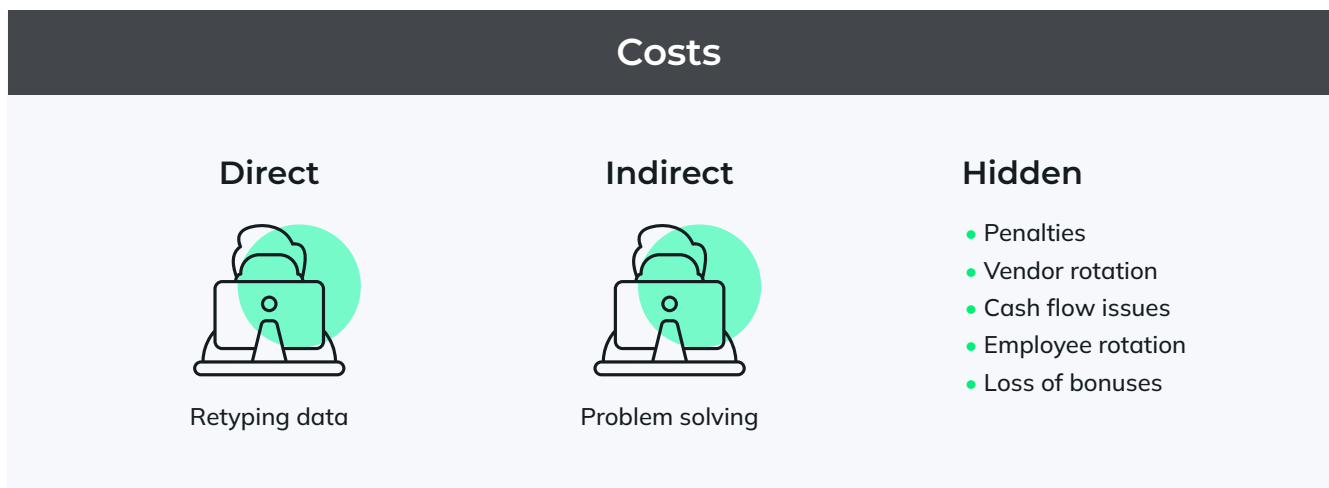 Costs
Direct
Retyping data
Indirect
Problem solving
Hidden
• Penalties
• Vendor rotation
• Cash flow issues
• Employee rotation
• Loss of bonuses